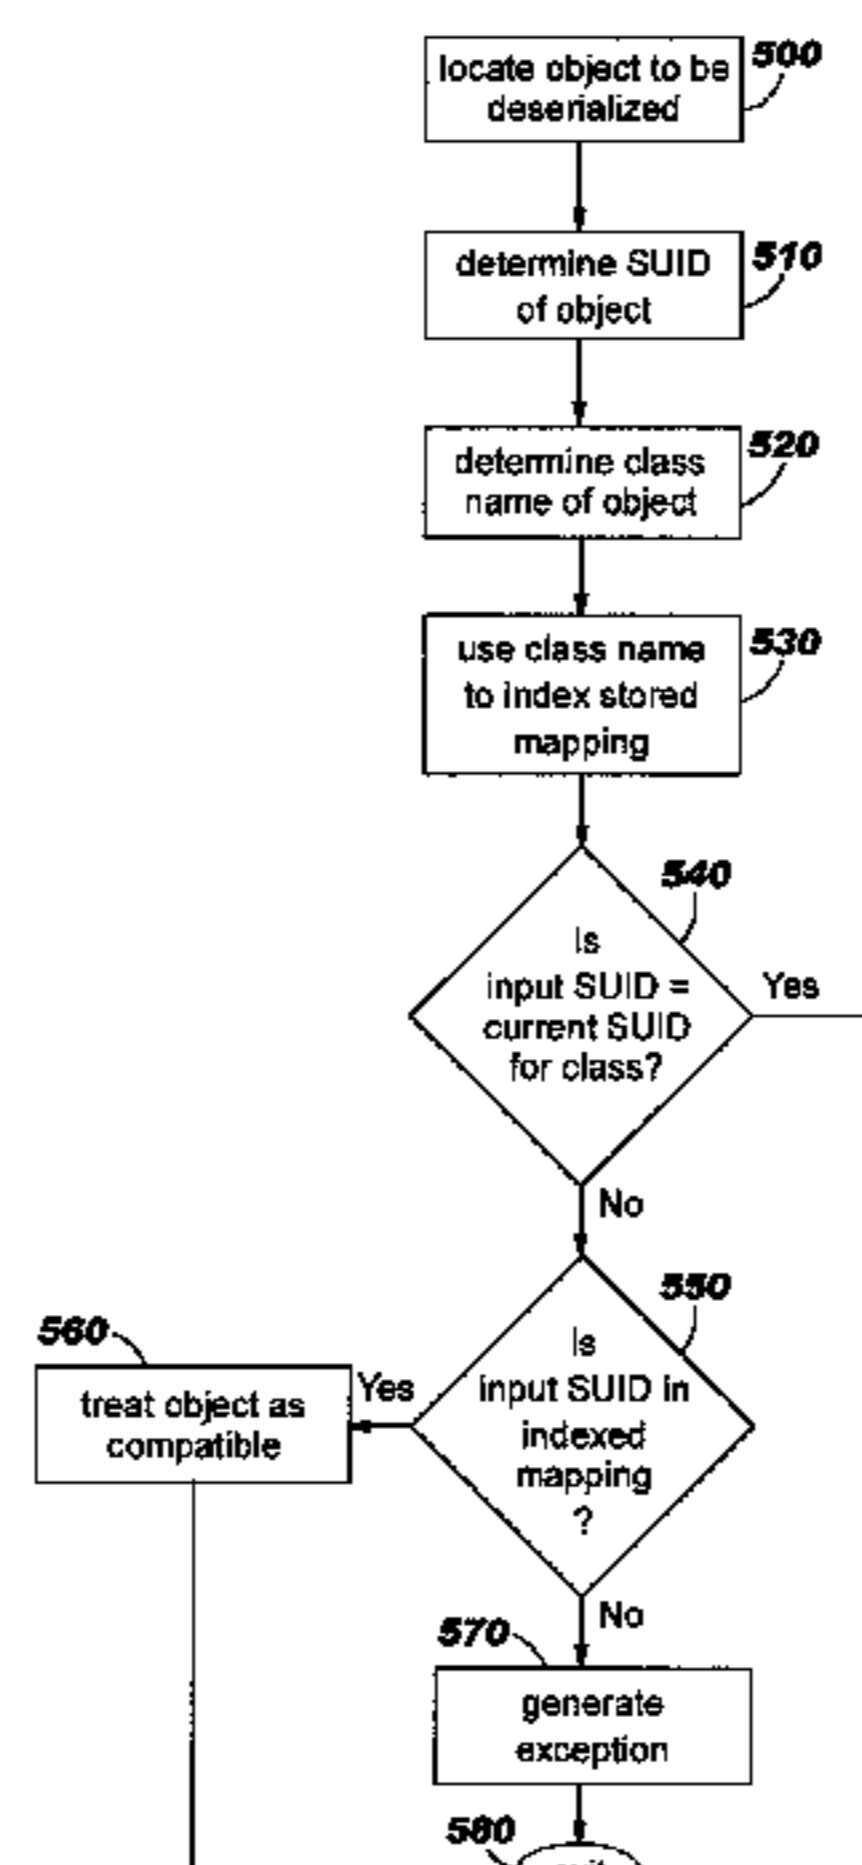 500
locate object to be
deserialized
510
determine SUID
of object
520
determine class
name of object
530
use class name
to index stored
mapping
540
Is
input SUID =
current SUID
for class?
Yes
No
550
Is
input SUID in
indexed
mapping
?
Yes
560
treat object as
compatible
No
570
generate
exception
580